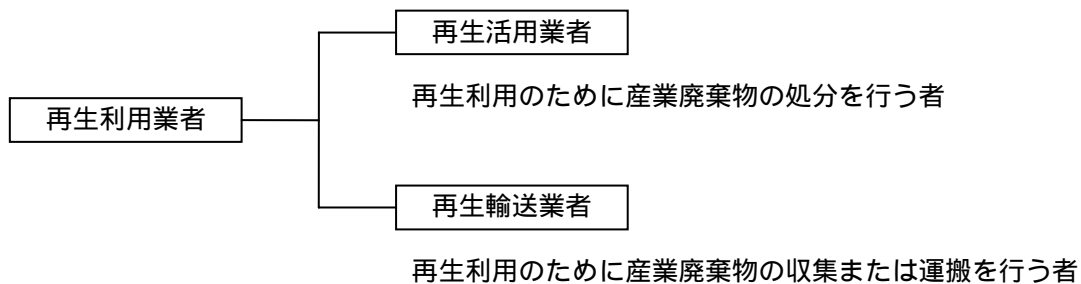 再生活用業者
再生利用のために産業廃棄物の処分を行う者
再生利用業者
再生輸送業者
再生利用のために産業廃棄物の収集または運搬を行う者